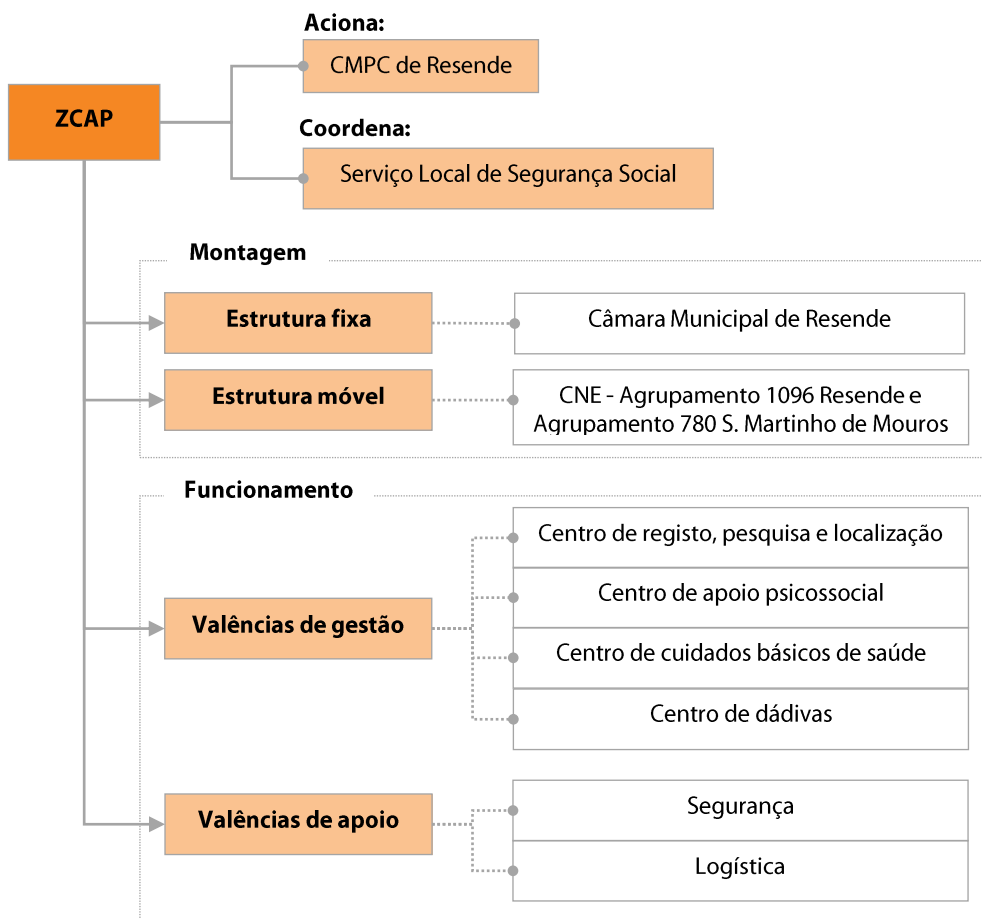 Aciona:
CMPC de Resende
ZCAP
Coordena:
Serviço Local de Segurança Social
Montagem
Estrutura fixa
Câmara Municipal de Resende
Estrutura móvel
CNE - Agrupamento 1096 Resende e
Agrupamento 780 S. Martinho de Mouros
Funcionamento
Centro de registo, pesquisa e localização
Centro de apoio psicossocial
Valências de gestão
Centro de cuidados básicos de saúde
Centro de dádivas
Segurança
Valências de apoio
Logística